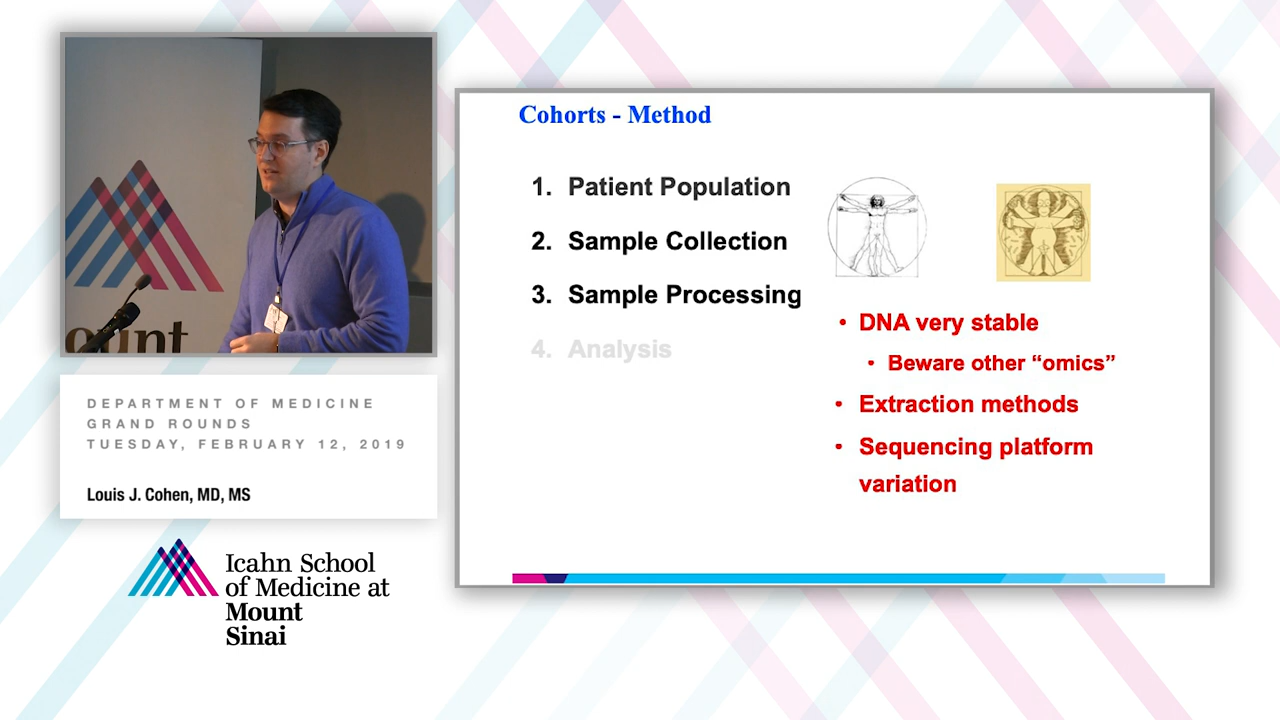 ount
DEPARTMENT OF MEDICINE
GRAND ROUNDS
TUESDAY, FEBRUARY 12, 2019
Louis J. Cohen, MD, MS
Icahn School
of Medicine at
Mount
Sinai
Cohorts - Method
1. Patient Population
2. Sample Collection
3. Sample Processing
4. Analysis
• DNA very stable
• Beware other “omics”
• Extraction methods
• Sequencing platform
variation